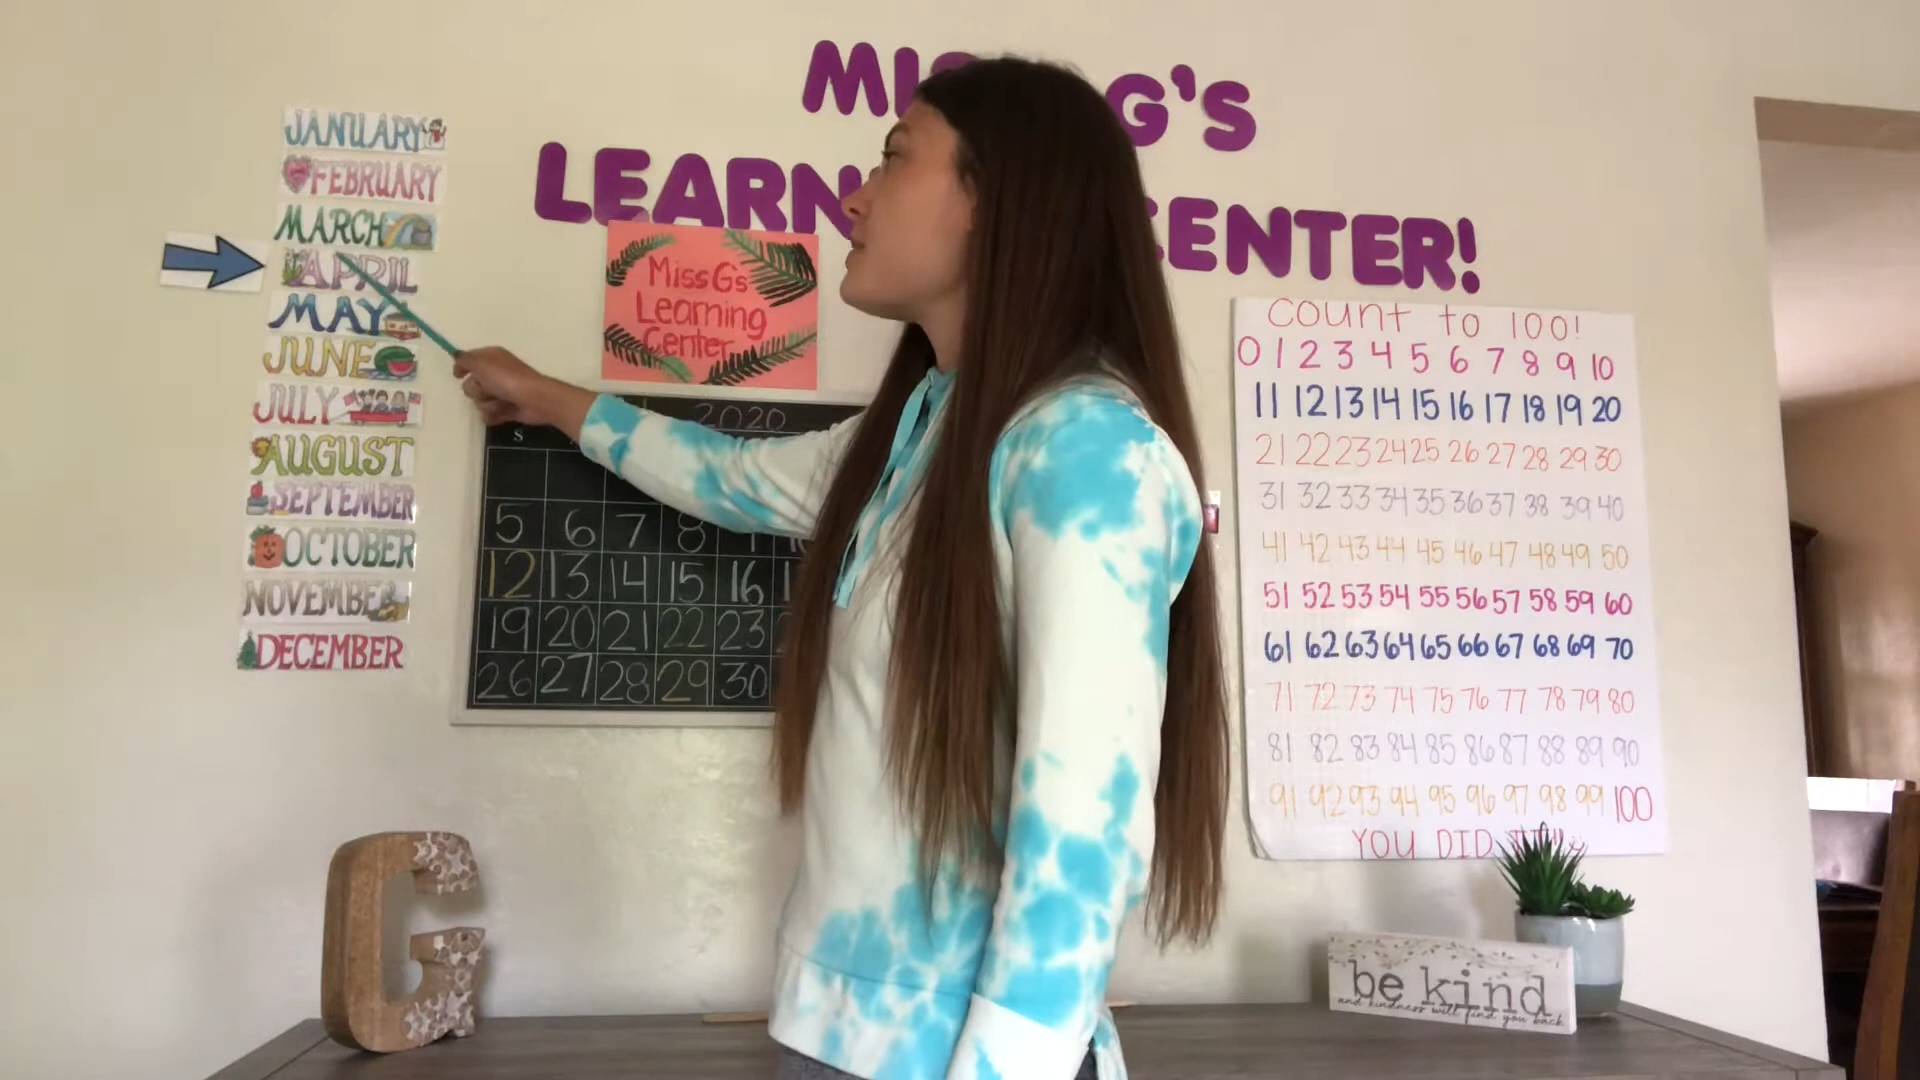 MISS G'S
LEARN CENTER!
JANUARY
FEBRUARY
MARCH
APRIL
MAY
JUNE
JULY
AUGUST
SEPTEMBER
OCTOBER
NOVEMBER
DECEMBER
Miss G's
Learning
Center
2020
S
5 6 7 8
12 13 14 15 16
19 20 21 22 23
26 27 28 29 30
Count to 100!
0 1 2 3 4 5 6 7 8 9 10
11 12 13 14 15 16 17 18 19 20
21 22 23 24 25 26 27 28 29 30
31 32 33 34 35 36 37 38 39 40
41 42 43 44 45 46 47 48 49 50
51 52 53 54 55 56 57 58 59 60
61 62 63 64 65 66 67 68 69 70
71 72 73 74 75 76 77 78 79 80
81 82 83 84 85 86 87 88 89 90
91 92 93 94 95 96 97 98 99 100
YOU DID
G
be kind
and kindness will find you back